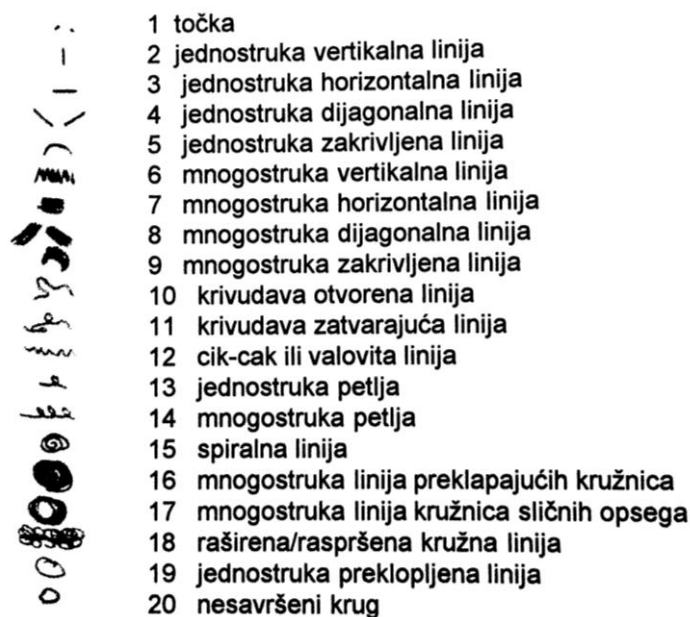 1 točka
2 jednostruka vertikalna linija
3 jednostruka horizontalna linija
4 jednostruka dijagonalna linija
5 jednostruka zakrivljena linija
6 mnogostruka vertikalna linija
7 mnogostruka horizontalna linija
8 mnogostruka dijagonalna linija
9 mnogostruka zakrivljena linija
10 krivudava otvorena linija
11 krivudava zatvarajuća linija
12 cik-cak ili valovita linija
13 jednostruka petlja
14 mnogostruka petlja
15 spiralna linija
16 mnogostruka linija preklapajućih kružnica
17 mnogostruka linija kružnica sličnih opsega
18 raširena/raspršena kružna linija
19 jednostruka preklopljena linija
20 nesavršeni krug